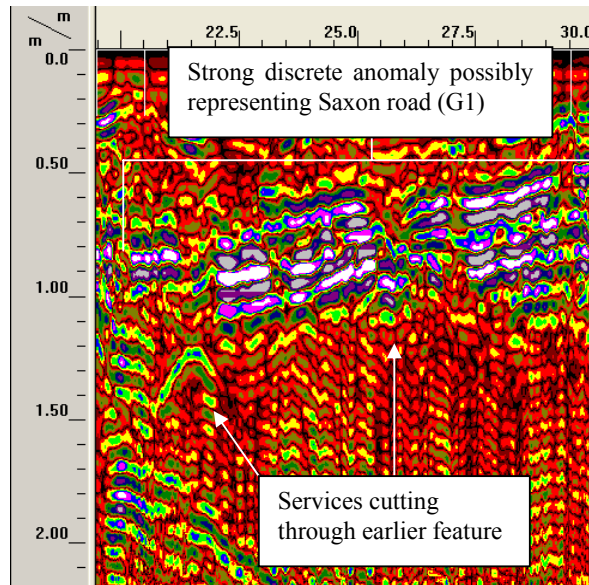 m
m
22.5
25.0
27.5
30.0
0.0
Strong discrete anomaly possibly
representing Saxon road (G1)
0.50
1.00
1.50
2.00
Services cutting
through earlier feature